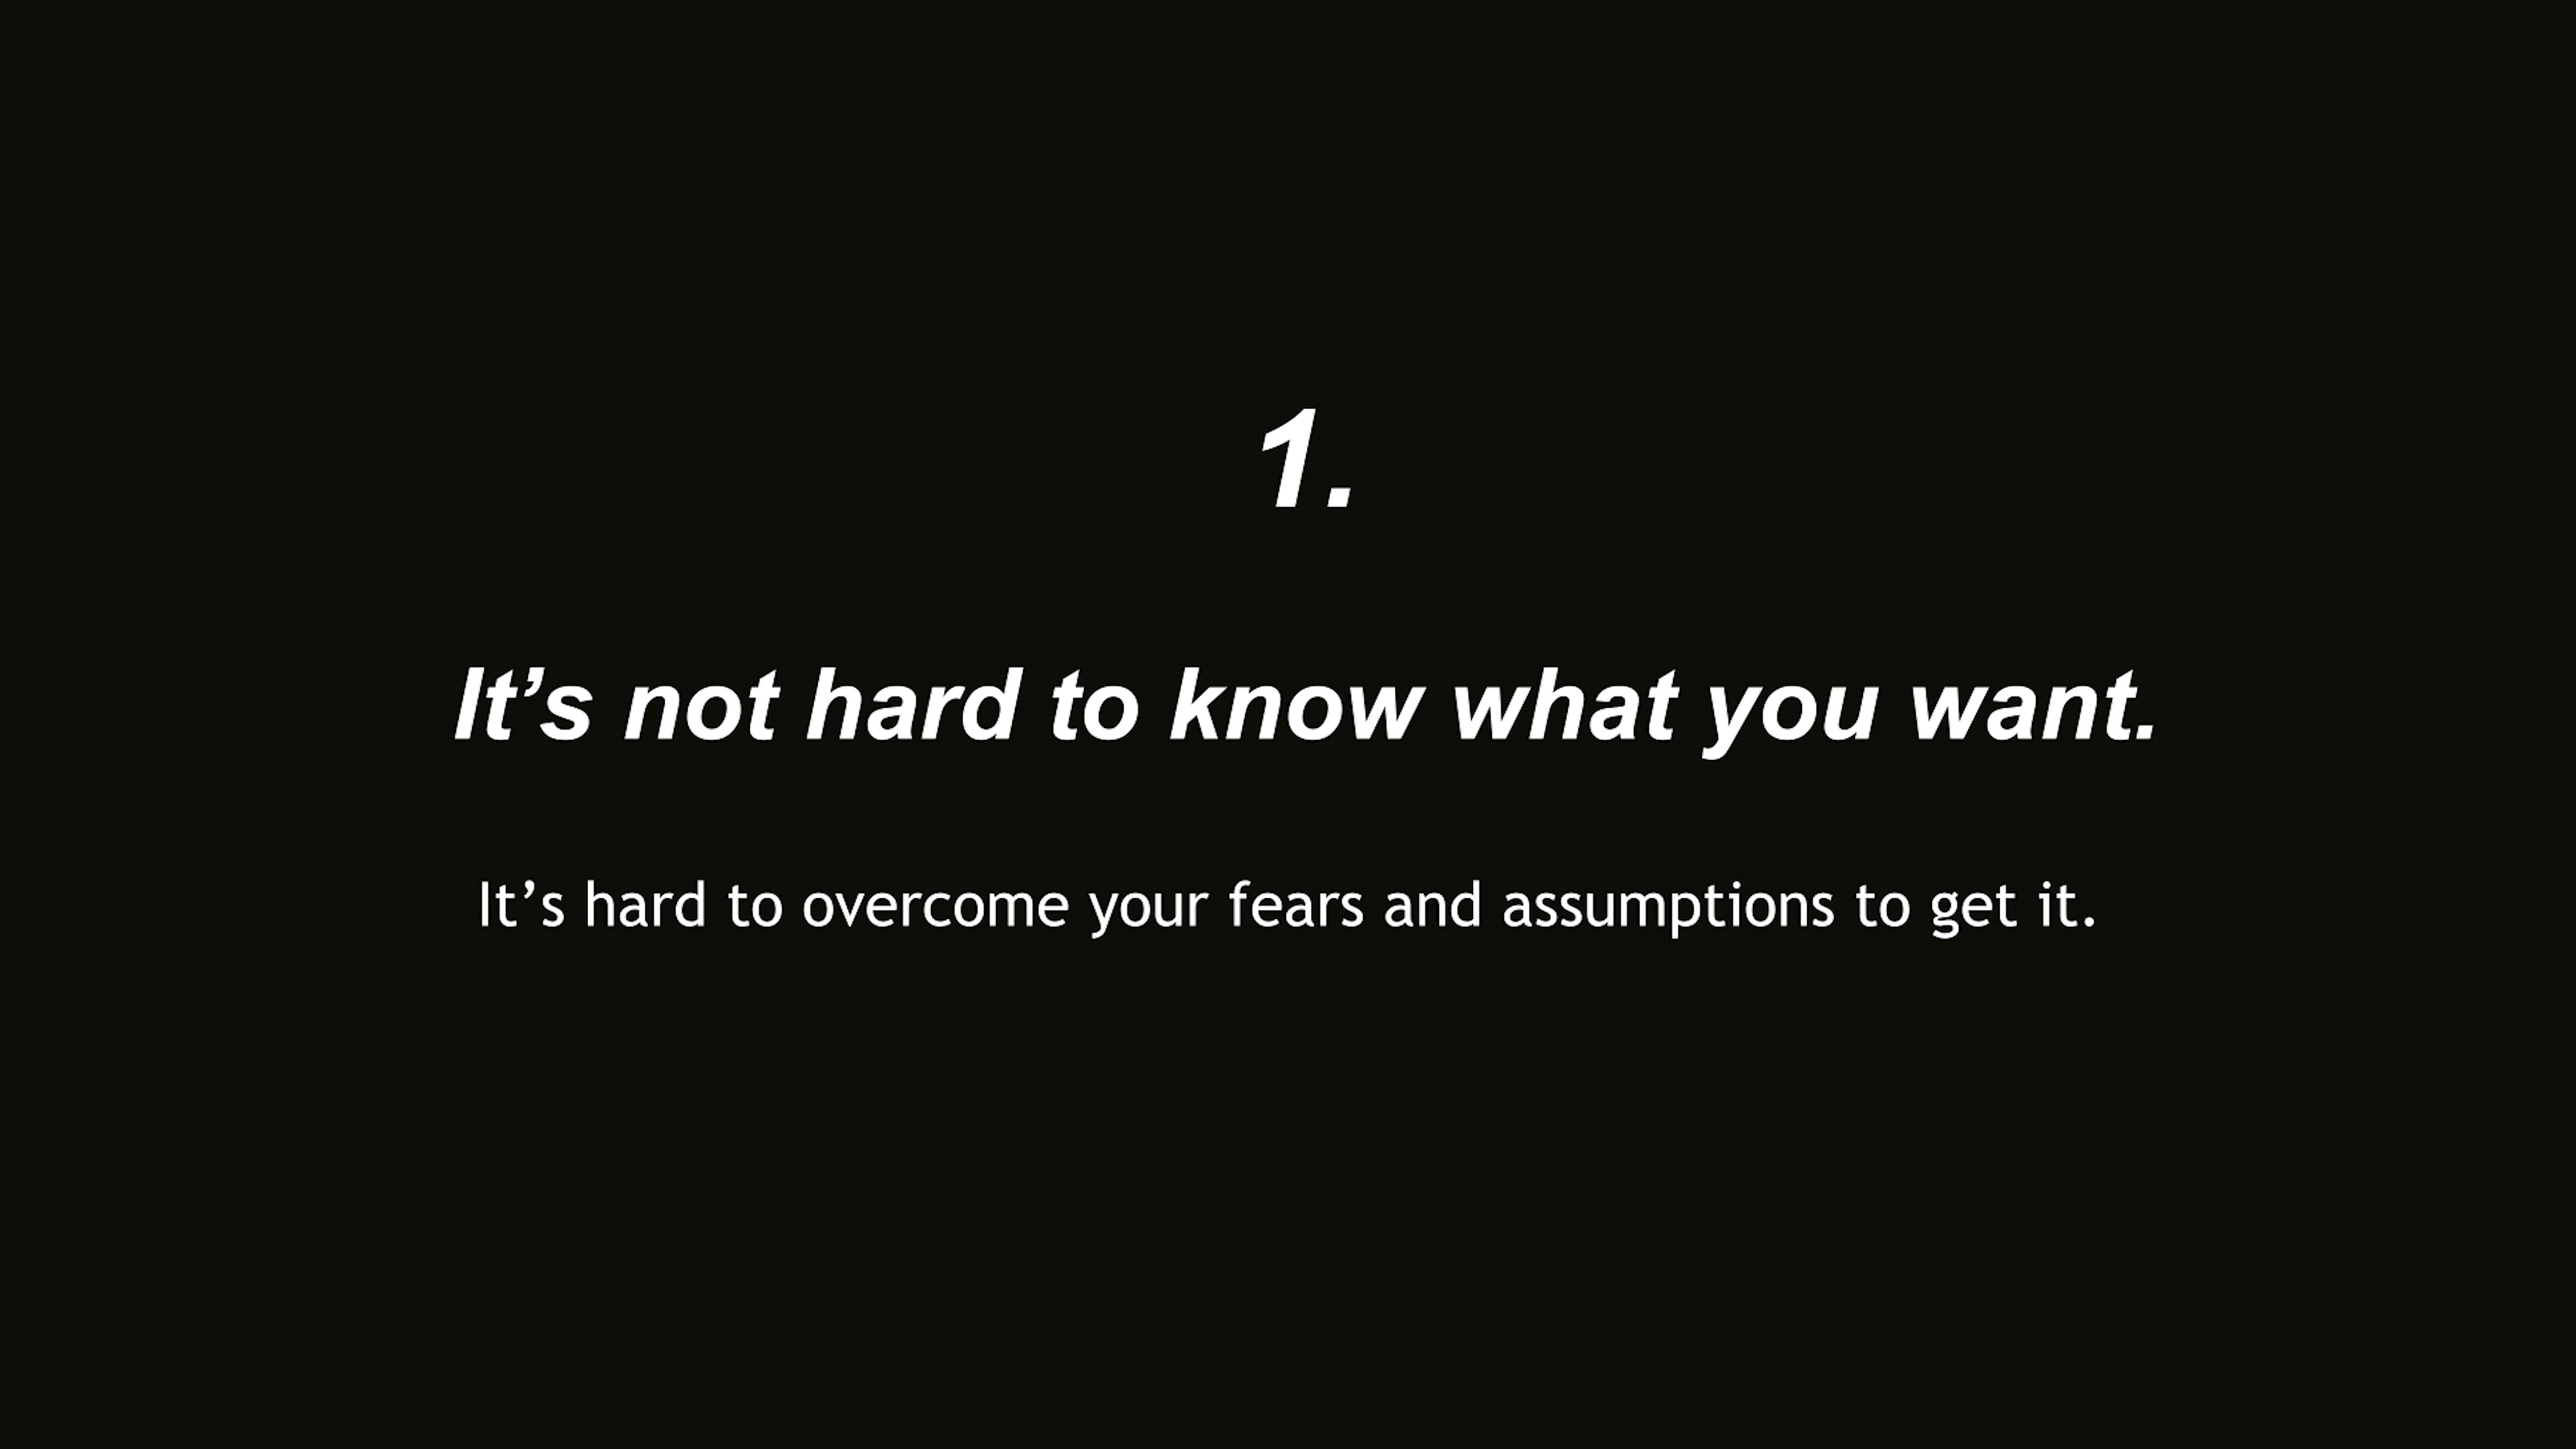 1.
It’s not hard to know what you want.
It’s hard to overcome your fears and assumptions to get it.